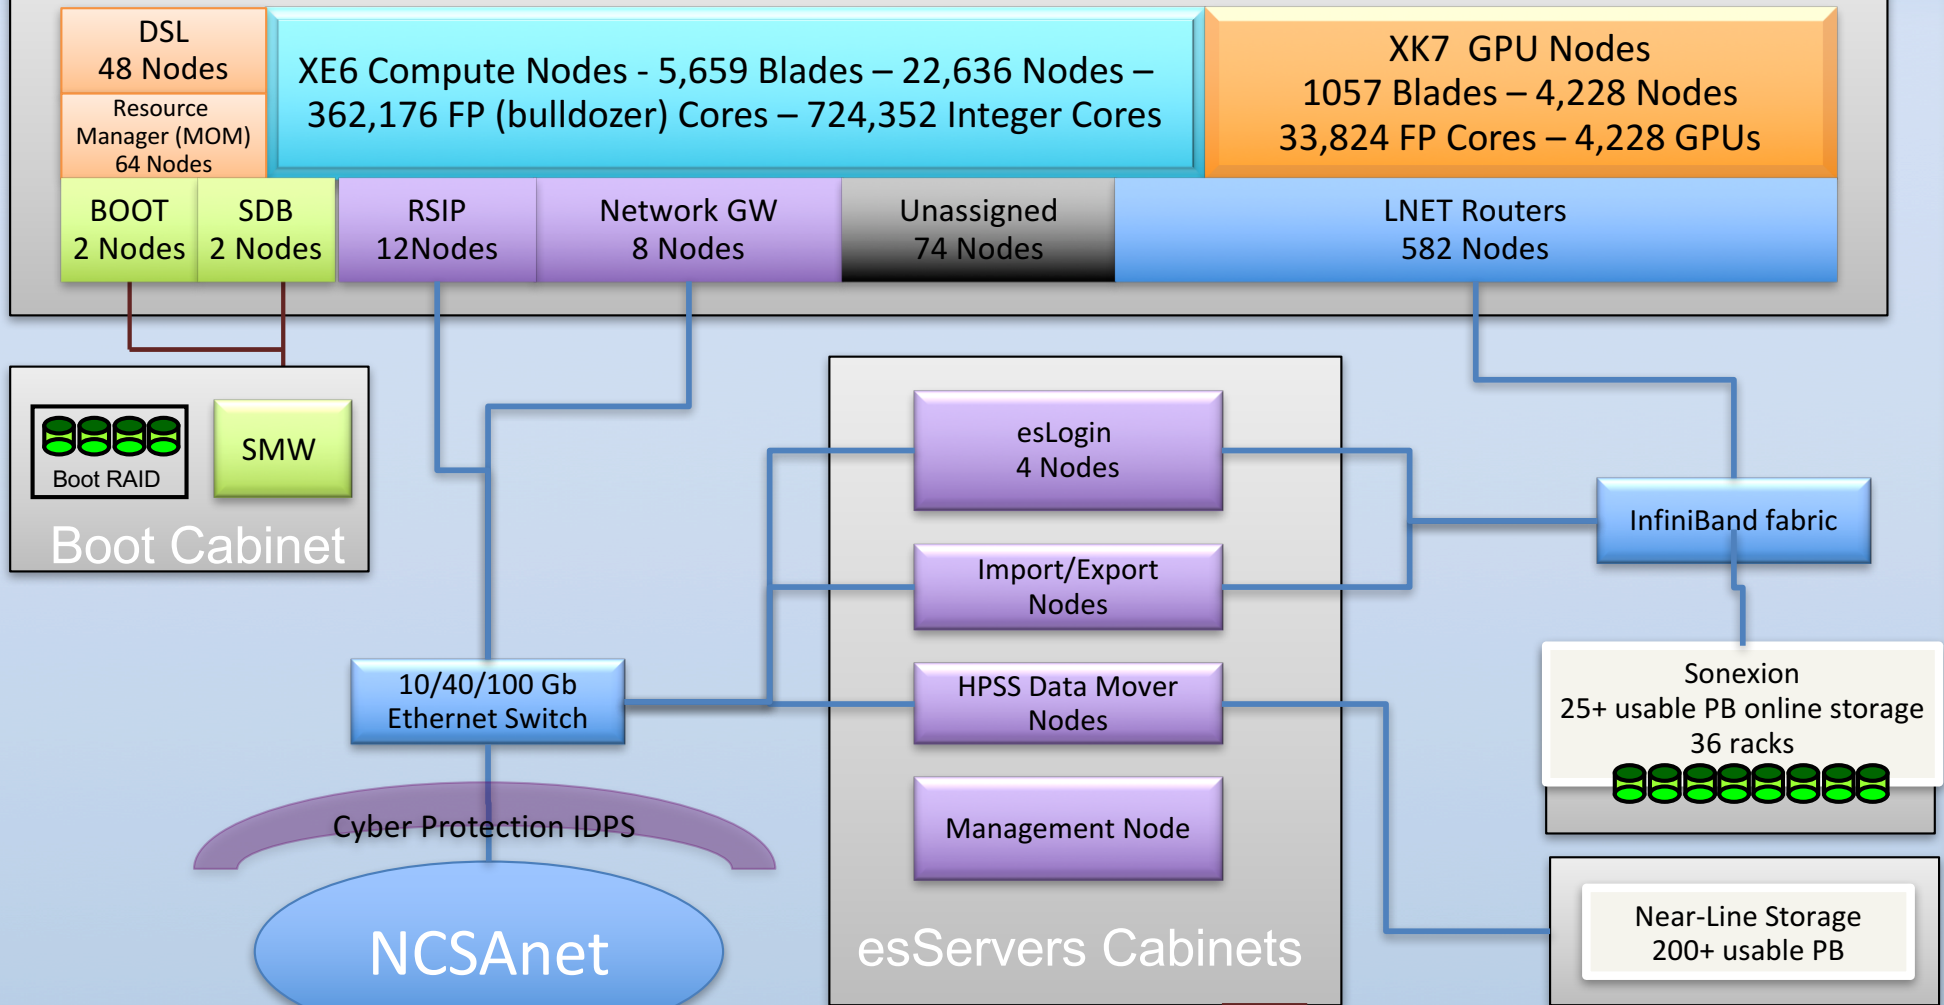 DSL
48 Nodes
Resource
Manager (MOM)
64 Nodes
XE6 Compute Nodes - 5,659 Blades – 22,636 Nodes –
362,176 FP (bulldozer) Cores – 724,352 Integer Cores
XK7  GPU Nodes
1057 Blades – 4,228 Nodes
33,824 FP Cores – 4,228 GPUs
BOOT
2 Nodes
SDB
2 Nodes
RSIP
12Nodes
Network GW
8 Nodes
Unassigned
74 Nodes
LNET Routers
582 Nodes
Boot RAID
SMW
Boot Cabinet
esLogin
4 Nodes
Import/Export
Nodes
HPSS Data Mover
Nodes
Management Node
esServers Cabinets
InfiniBand fabric
10/40/100 Gb
Ethernet Switch
Cyber Protection IDPS
NCSAnet
Sonexion
25+ usable PB online storage
36 racks
Near-Line Storage
200+ usable PB